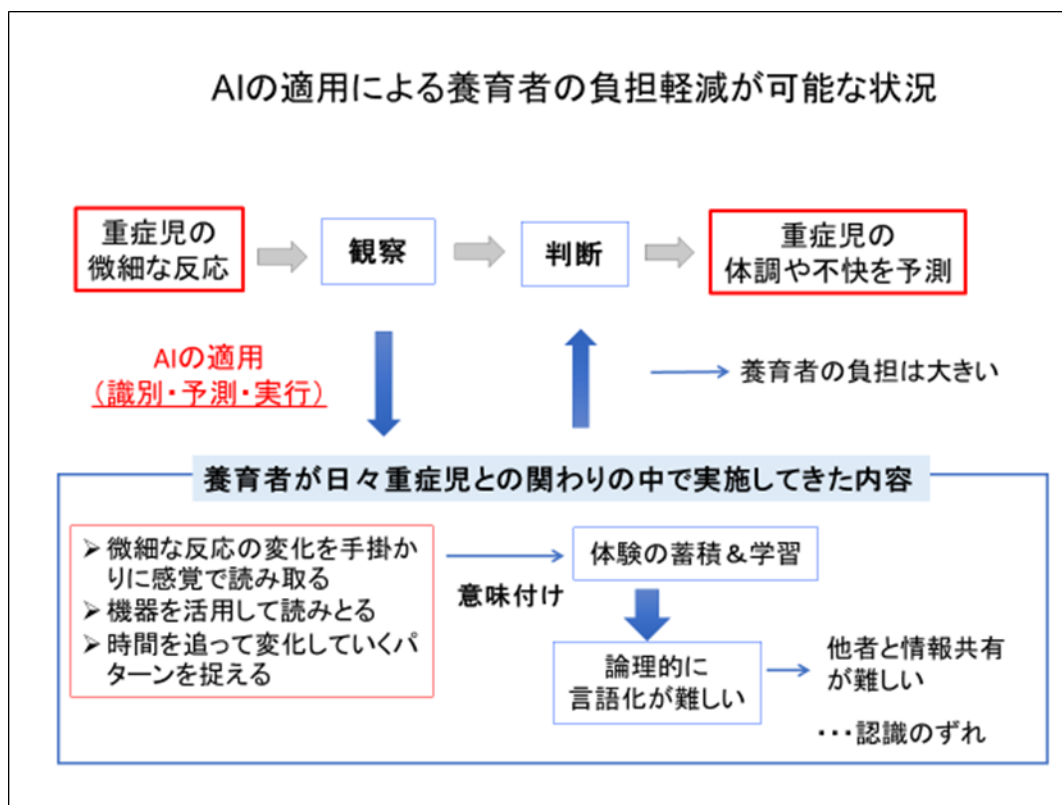 AIの適用による養育者の負担軽減が可能な状況
重症児の
微細な反応
観察
判断
重症児の
体調や不快を予測
AIの適用
（識別・予測・実行）
養育者の負担は大きい
養育者が日々重症児との関わりの中で実施してきた内容
➢微細な反応の変化を手掛か
りに感覚で読み取る
➢機器を活用して読みとる
➢時間を追って変化していくパ
ターンを捉える
意味付け
体験の蓄積＆学習
論理的に
言語化が難しい
他者と情報共有
が難しい
・・・認識のずれ